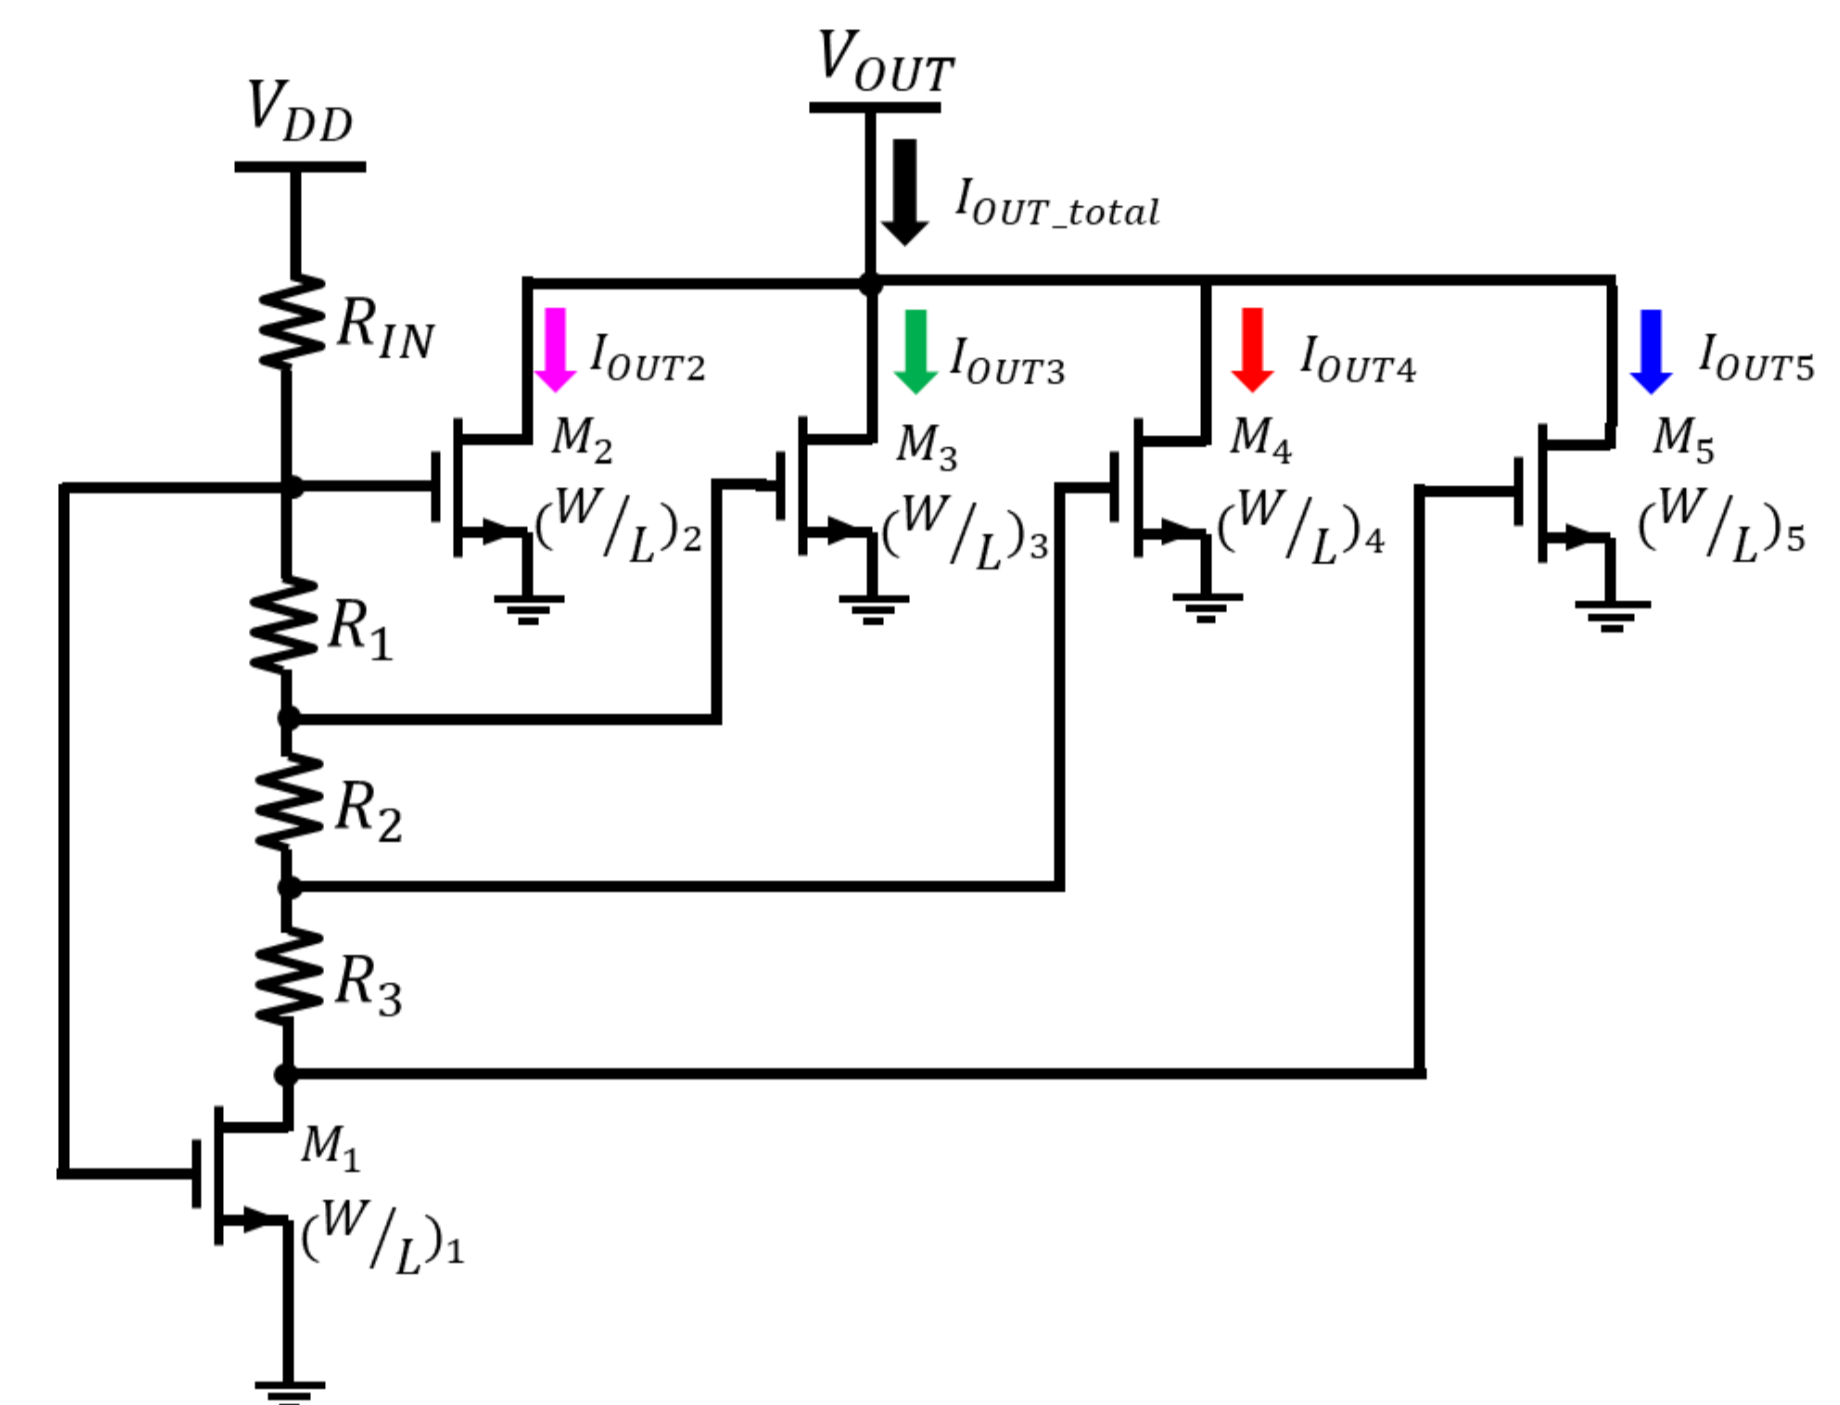 V_OUT
V_DD
I_OUT_total
R_IN
I_OUT2
I_OUT3
I_OUT4
I_OUT5
M_2
M_3
M_4
M_5
(W/L)_2
(W/L)_3
(W/L)_4
(W/L)_5
R_1
R_2
R_3
M_1
(W/L)_1